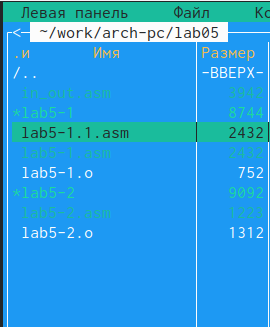 Левая панель Файл Ко
<— ~/work/arch-pc/lab05
.и Имя Размер
/.. -ВВЕРХ-
in_out.asm 3942
*lab5-1 8744
lab5-1.1.asm 2432
lab5-1.asm 2432
lab5-1.o 752
*lab5-2 9092
lab5-2.asm 1223
lab5-2.o 1312